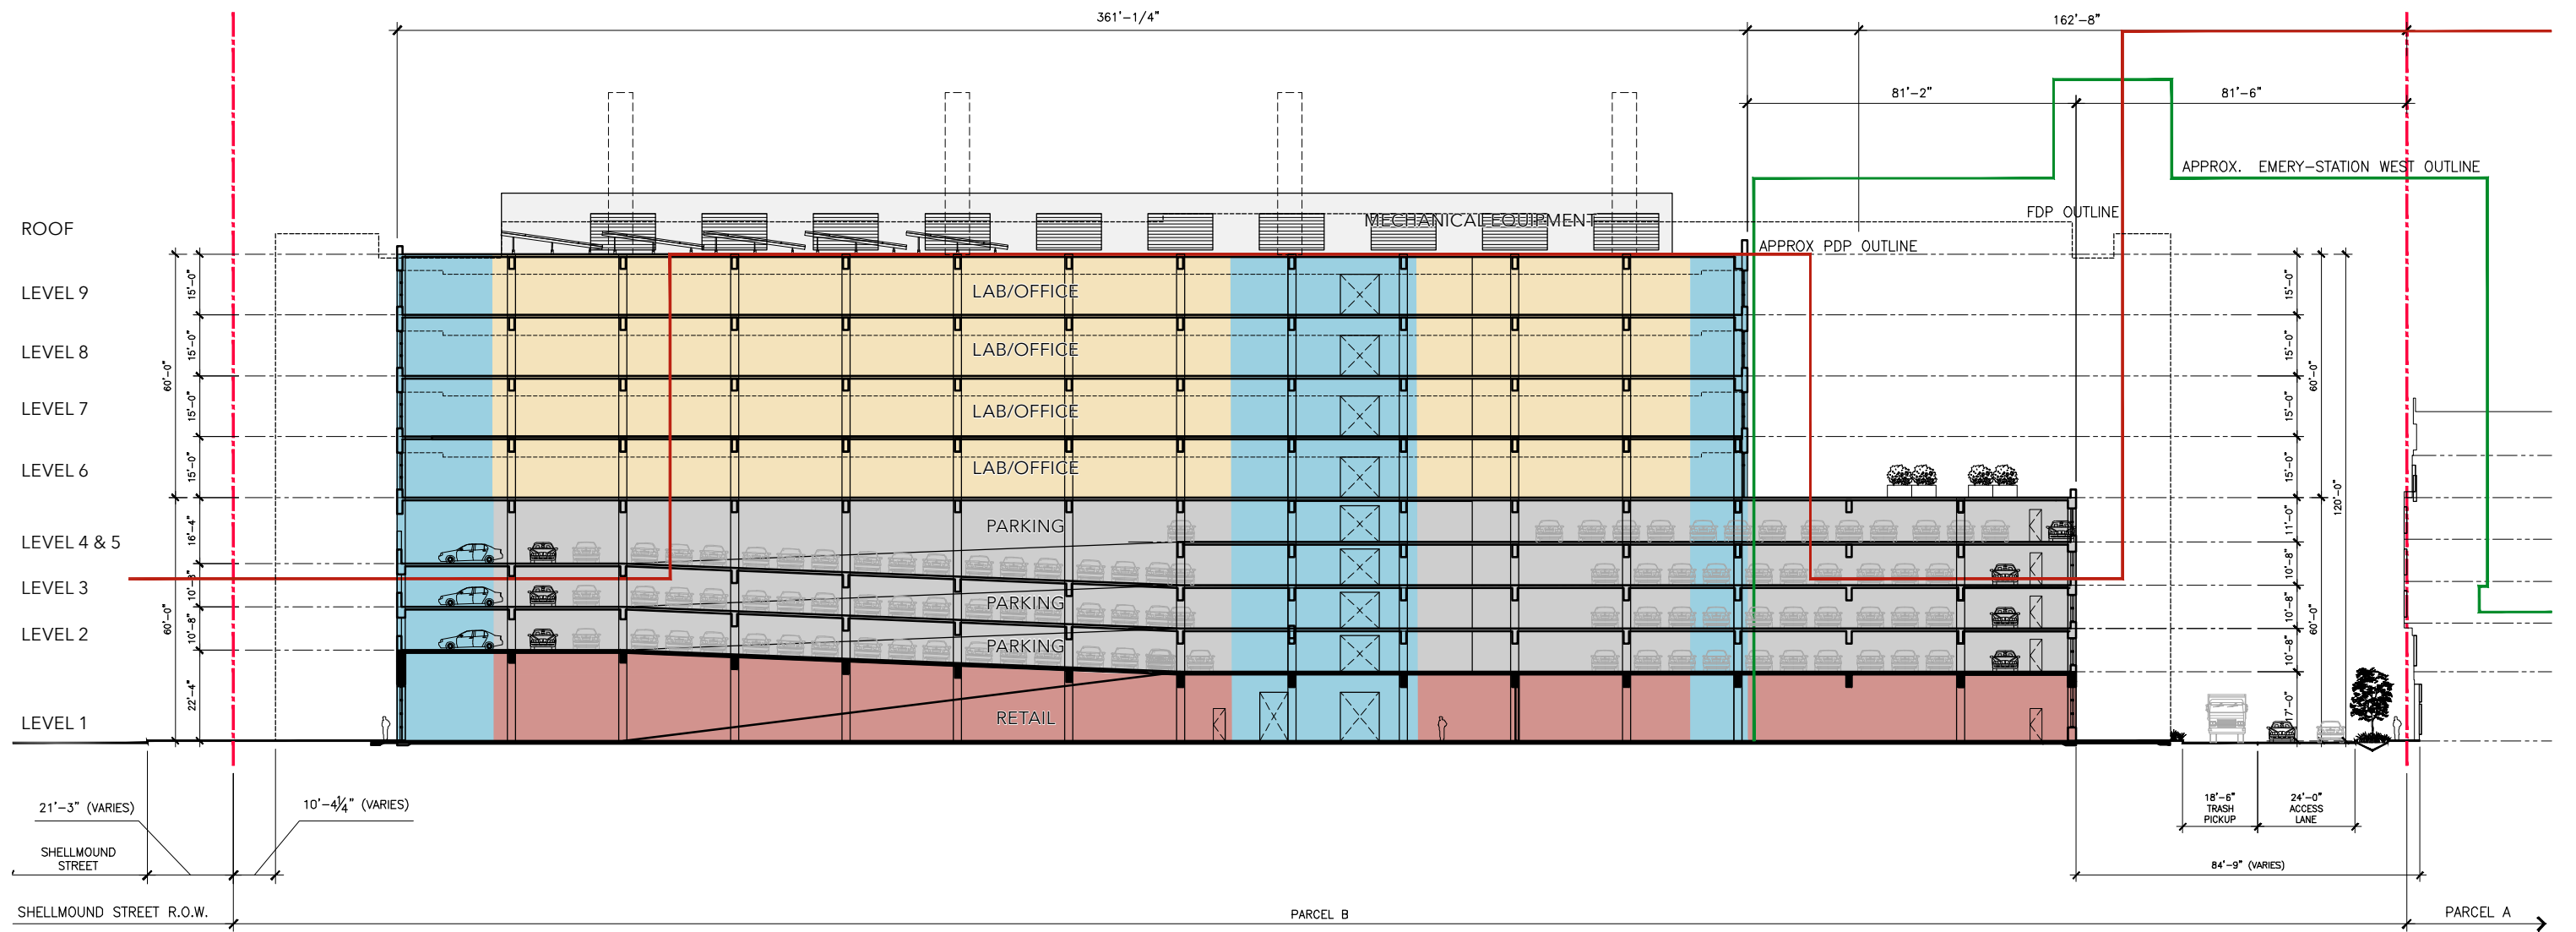 361'-1/4"
162'-8"
81'-2"
81'-6"
APPROX. EMERY-STATION WEST OUTLINE
FDP OUTLINE
MECHANICAL EQUIPMENT
ROOF
APPROX PDP OUTLINE
LEVEL 9
15'-0"
LAB/OFFICE
15'-0"
LEVEL 8
15'-0"
LAB/OFFICE
15'-0"
60'-0"
60'-0"
LEVEL 7
15'-0"
LAB/OFFICE
15'-0"
LEVEL 6
15'-0"
LAB/OFFICE
15'-0"
120'-0"
LEVEL 4 & 5
16'-4"
PARKING
11'-0"
10'-8"
LEVEL 3
10'-8"
PARKING
10'-8"
60'-0"
60'-0"
LEVEL 2
10'-8"
PARKING
10'-8"
LEVEL 1
22'-4"
RETAIL
17'-0"
21'-3" (VARIES)
10'-4¼" (VARIES)
18'-6"
TRASH
PICKUP
24'-0"
ACCESS
LANE
SHELLMOUND
STREET
84'-9" (VARIES)
SHELLMOUND STREET R.O.W.
PARCEL B
PARCEL A